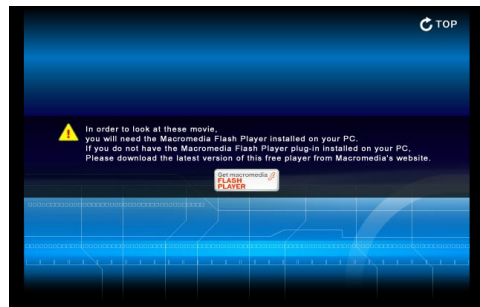 TOP
In order to look at these movie,
you will need the Macromedia Flash Player installed on your PC.
If you do not have the Macromedia Flash Player plug-in installed on your PC,
Please download the latest version of this free player from Macromedia's website.
Get macromedia
FLASH
PLAYER